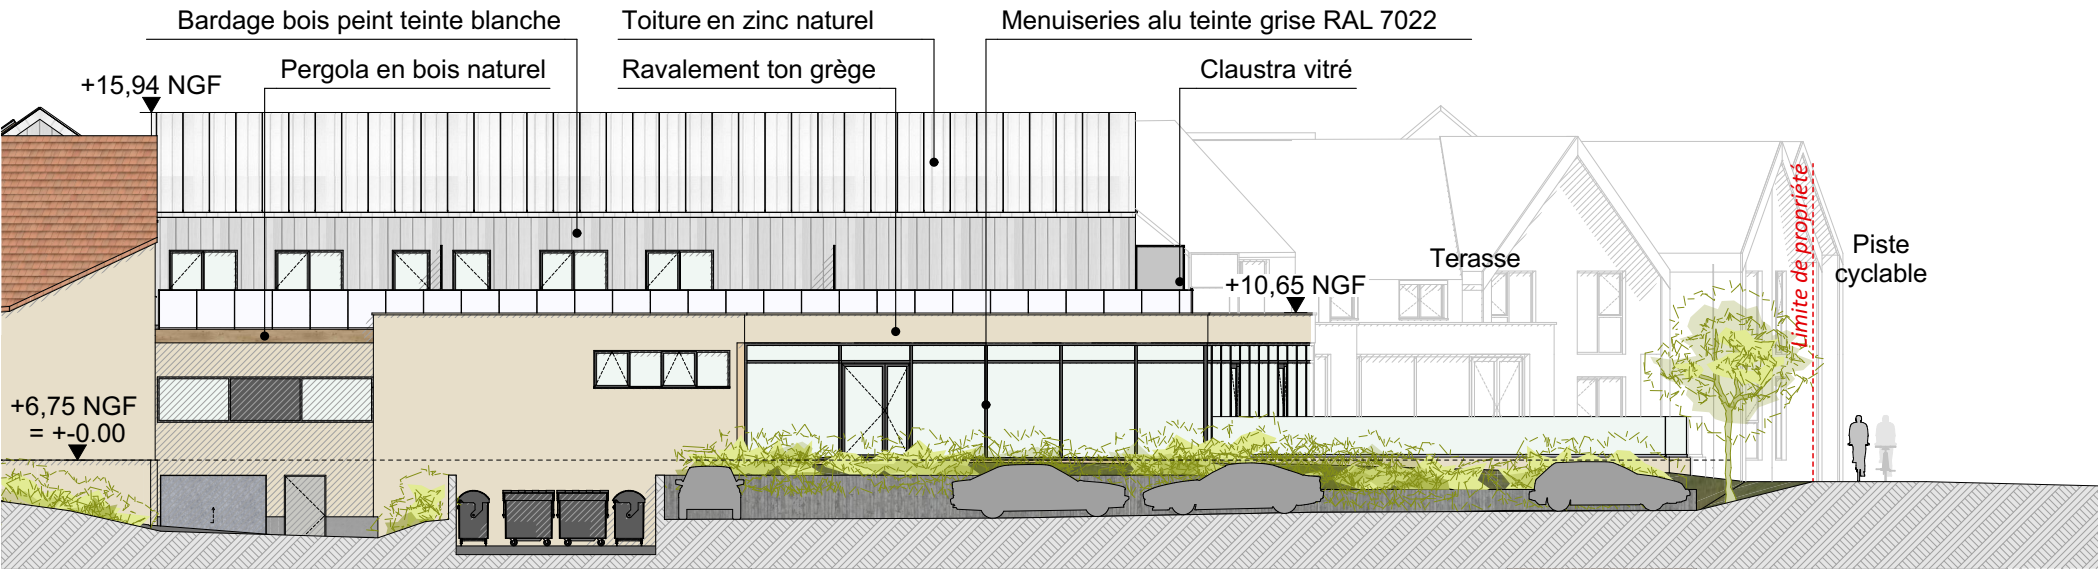 Bardage bois peint teinte blanche
Toiture en zinc naturel
Menuiseries alu teinte grise RAL 7022
Pergola en bois naturel
Ravalement ton grège
Claustra vitré
+15,94 NGF
Terasse
+10,65 NGF
Limite de propriété
Piste
cyclable
+6,75 NGF
= +-0.00